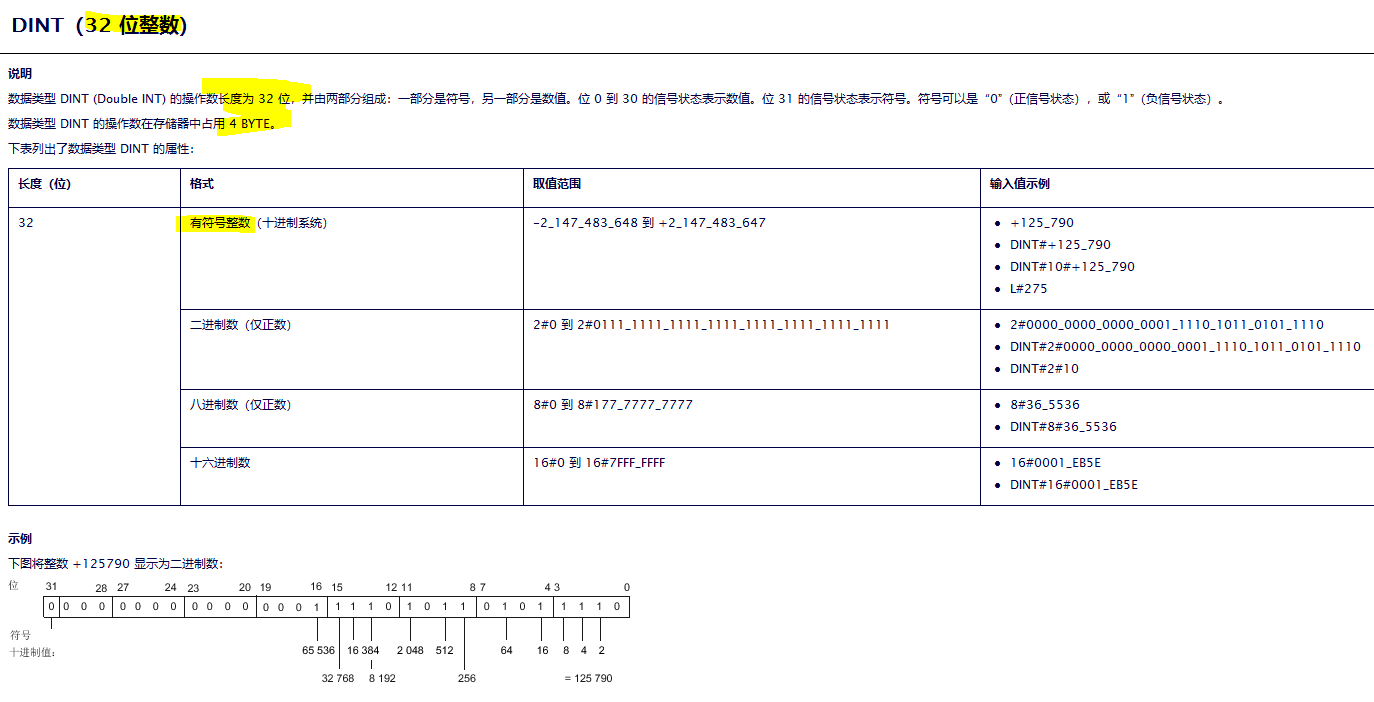 DINT（32 位整数）
说明
数据类型 DINT (Double INT) 的操作数长度为 32 位，并由两部分组成：一部分是符号，另一部分是数值。位 0 到 30 的信号状态表示数值。位 31 的信号状态表示符号。符号可以是“0”（正信号状态），或“1”（负信号状态）。
数据类型 DINT 的操作数在存储器中占用 4 BYTE。
下表列出了数据类型 DINT 的属性：
长度（位） 格式 取值范围 输入值示例
32 有符号整数（十进制系统） -2_147_483_648 到 +2_147_483_647 • +125_790
• DINT#+125_790
• DINT#10#+125_790
• L#275
二进制数（仅正数） 2#0 到 2#0111_1111_1111_1111_1111_1111_1111_1111 • 2#0000_0000_0000_0001_1110_1011_0101_1110
• DINT#2#0000_0000_0000_0001_1110_1011_0101_1110
• DINT#2#10
八进制数（仅正数） 8#0 到 8#177_7777_7777 • 8#36_5536
• DINT#8#36_5536
十六进制数 16#0 到 16#7FFF_FFFF • 16#0001_EB5E
• DINT#16#0001_EB5E
示例
下图将整数 +125790 显示为二进制数：
位 31 28 27 24 23 20 19 16 15 12 11 8 7 4 3 0
0 0 0 0 0 0 0 0 0 0 0 0 0 0 0 1 1 1 1 0 1 0 1 1 0 1 0 1 1 1 1 0
符号
十进制值： 65 536 16 384 2 048 512 64 16 8 4 2
32 768 8 192 256 = 125 790